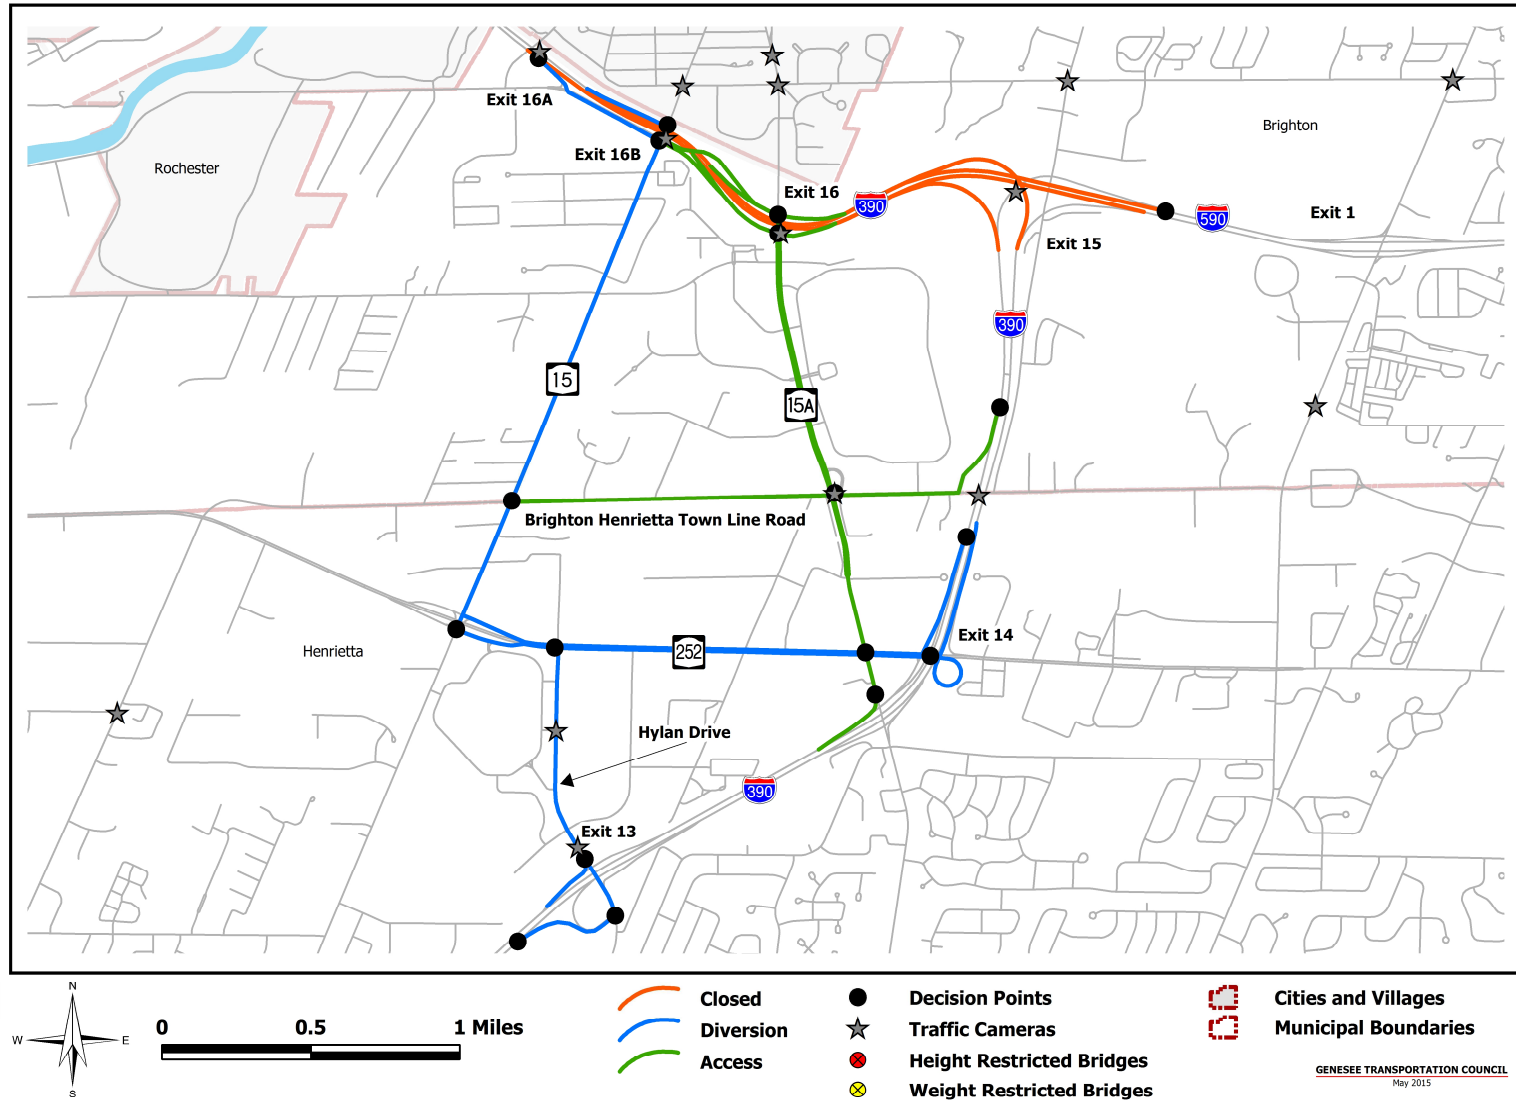 Exit 16A
Brighton
Exit 16B
Rochester
Exit 16
390
Exit 1
590
Exit 15
390
15
15A
Brighton Henrietta Town Line Road
Exit 14
Henrietta
252
Hylan Drive
390
Exit 13
N
W
E
S
0
0.5
1 Miles
Closed
Diversion
Access
Decision Points
Traffic Cameras
Height Restricted Bridges
Weight Restricted Bridges
Cities and Villages
Municipal Boundaries
GENESEE TRANSPORTATION COUNCIL
May 2015